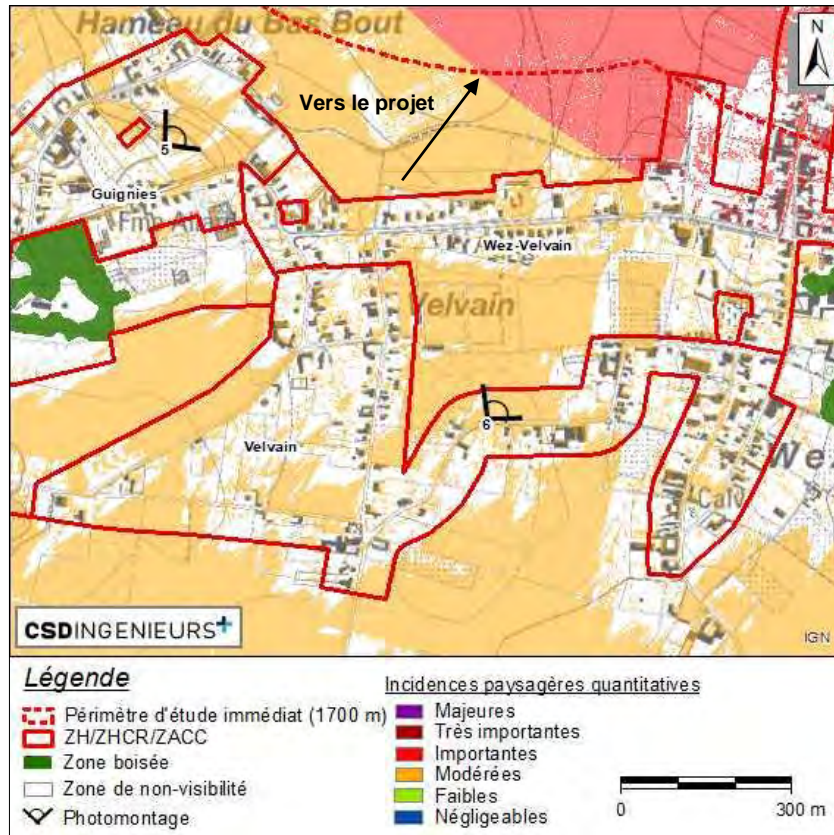 Hameau du Bas Bout
N
Vers le projet
5
Guignies
Wez-Velvain
Velvain
6
Velvain
We
Calv
CSDINGENIEURS+
IGN
Légende
Périmètre d'étude immédiat (1700 m)
ZH/ZHCR/ZACC
Zone boisée
Zone de non-visibilité
Photomontage
Incidences paysagères quantitatives
Majeures
Très importantes
Importantes
Modérées
Faibles
Négligeables
0 300 m